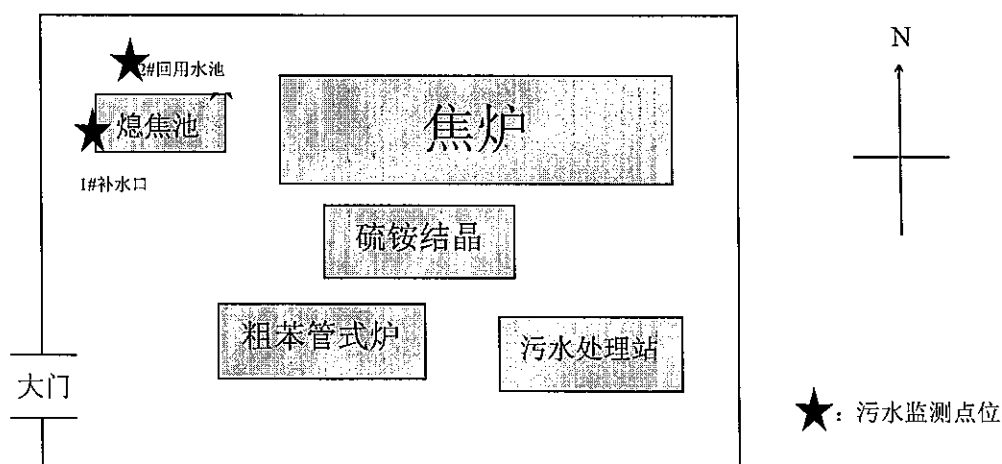 N
2#回用水池
熄焦池
焦炉
1#补水口
硫铵结晶
粗苯管式炉
污水处理站
大门
：污水监测点位